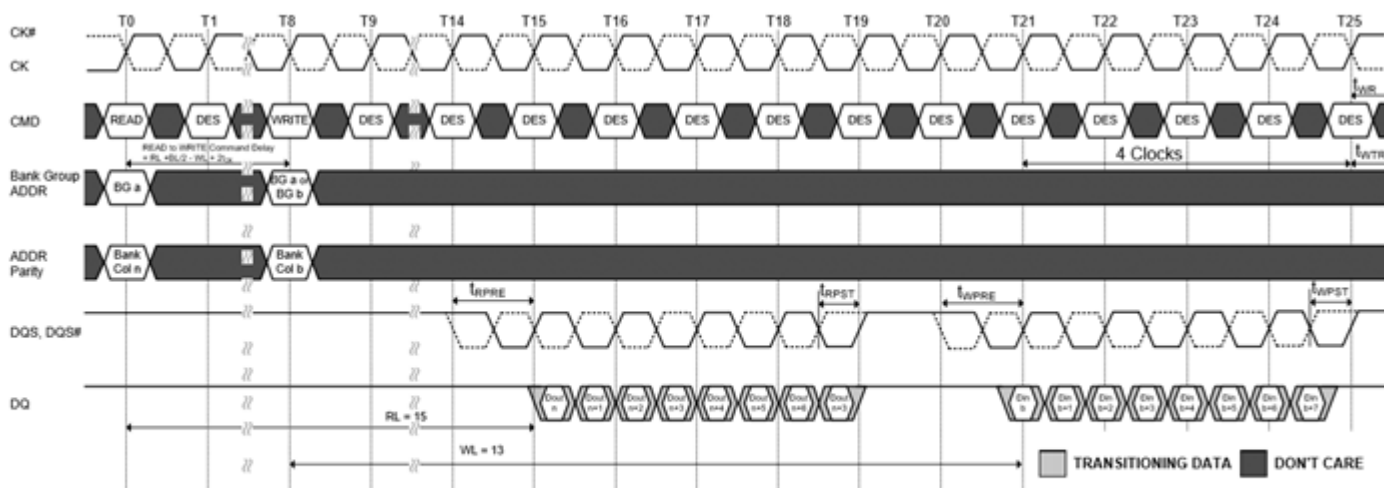 T0 T1 T8 T9 T14 T15 T16 T17 T18 T19 T20 T21 T22 T23 T24 T25
CK#
CK
tWR
CMD READ DES WRITE DES DES DES DES DES DES DES DES DES DES DES DES DES
READ to WRITE Command Delay
= RL +BL/2 - WL + 2tCK
4 Clocks
tWTR
Bank Group
ADDR
BG a
BG a or
BG b
ADDR
Parity
Bank
Col n
Bank
Col b
tRPRE tRPST tWPRE tWPST
DQS, DQS#
DQ
Dout
n
Dout
n+1
Dout
n+2
Dout
n+3
Dout
n+4
Dout
n+5
Dout
n+6
Dout
Din
b
Din
b+1
Din
b+2
Din
b+3
Din
b+4
Din
b+5
Din
b+6
Din
b+7
RL = 15
WL = 13
TRANSITIONING DATA
DON'T CARE